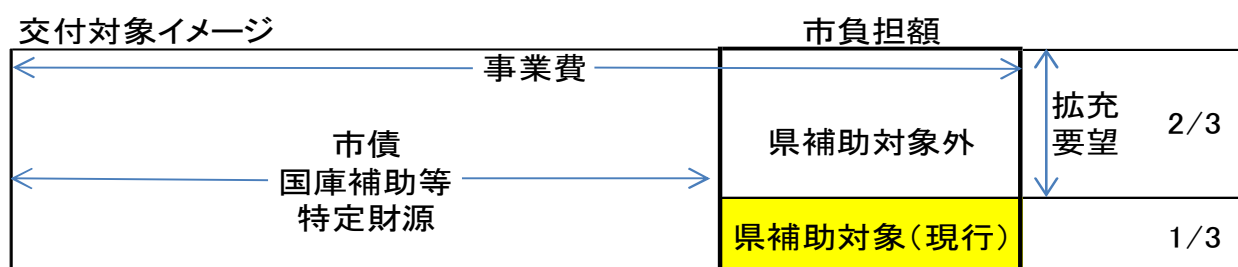 交付対象イメージ
市負担額
事業費
市債
国庫補助等
特定財源
県補助対象外
拡充
要望
2/3
県補助対象(現行)
1/3